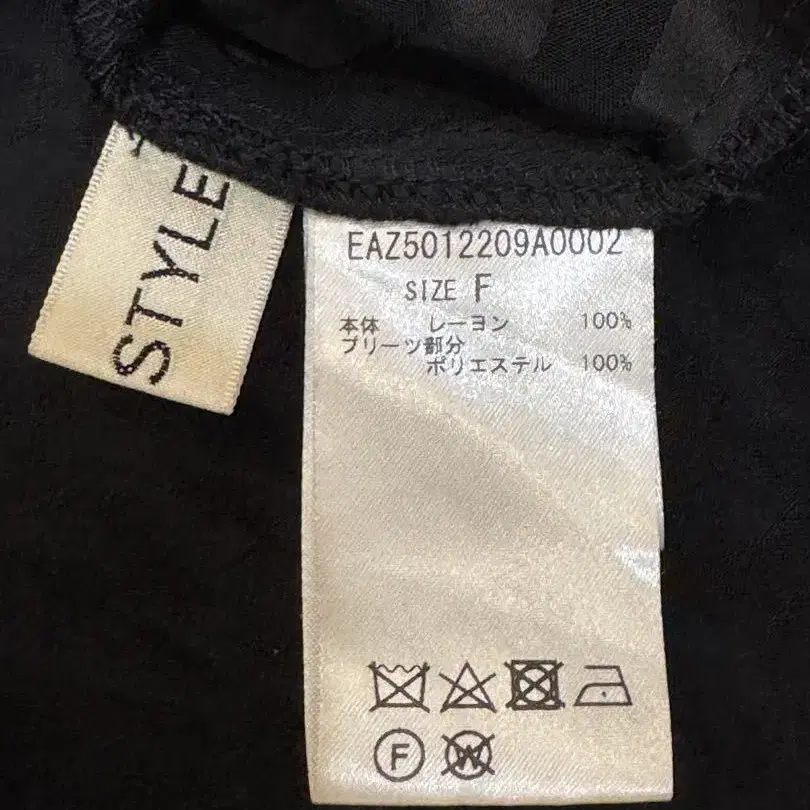 STYLE
EAZ5012209A0002
SIZE F
本体 レーヨン 100%
プリーツ部分
ポリエステル 100%
F W